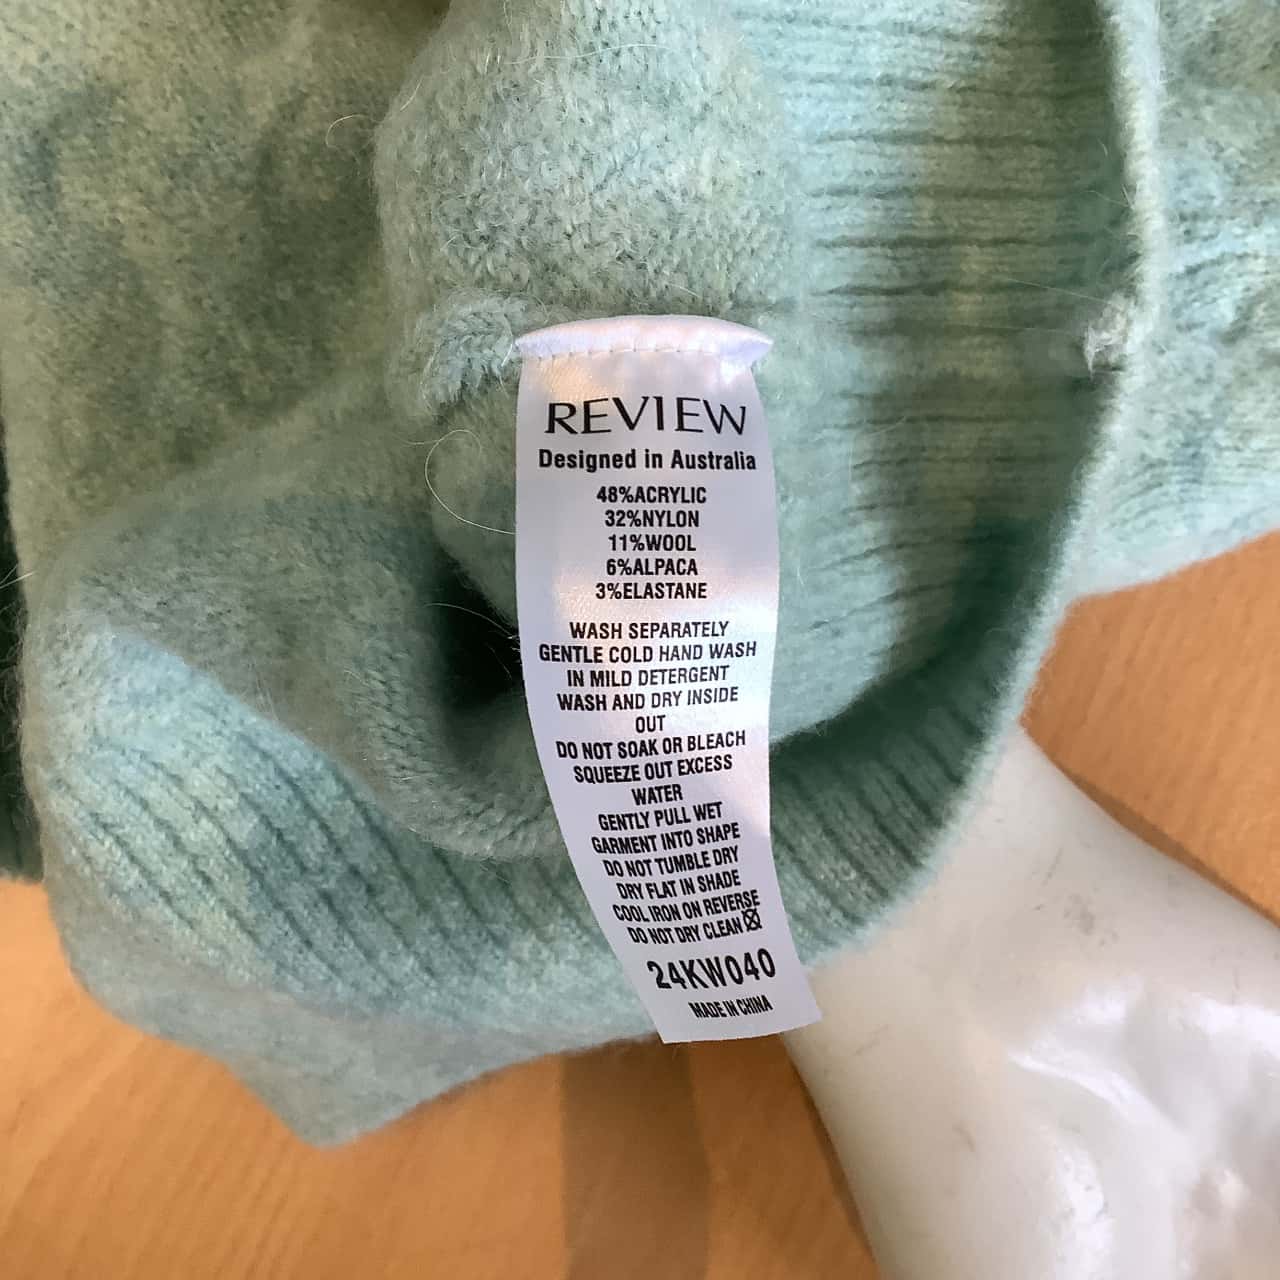 REVIEW
Designed in Australia
48%ACRYLIC
32%NYLON
11%WOOL
6%ALPACA
3%ELASTANE
WASH SEPARATELY
GENTLE COLD HAND WASH
IN MILD DETERGENT
WASH AND DRY INSIDE
OUT
DO NOT SOAK OR BLEACH
SQUEEZE OUT EXCESS
WATER
GENTLY PULL WET
GARMENT INTO SHAPE
DO NOT TUMBLE DRY
DRY FLAT IN SHADE
COOL IRON ON REVERSE
DO NOT DRY CLEAN
24KW040
MADE IN CHINA